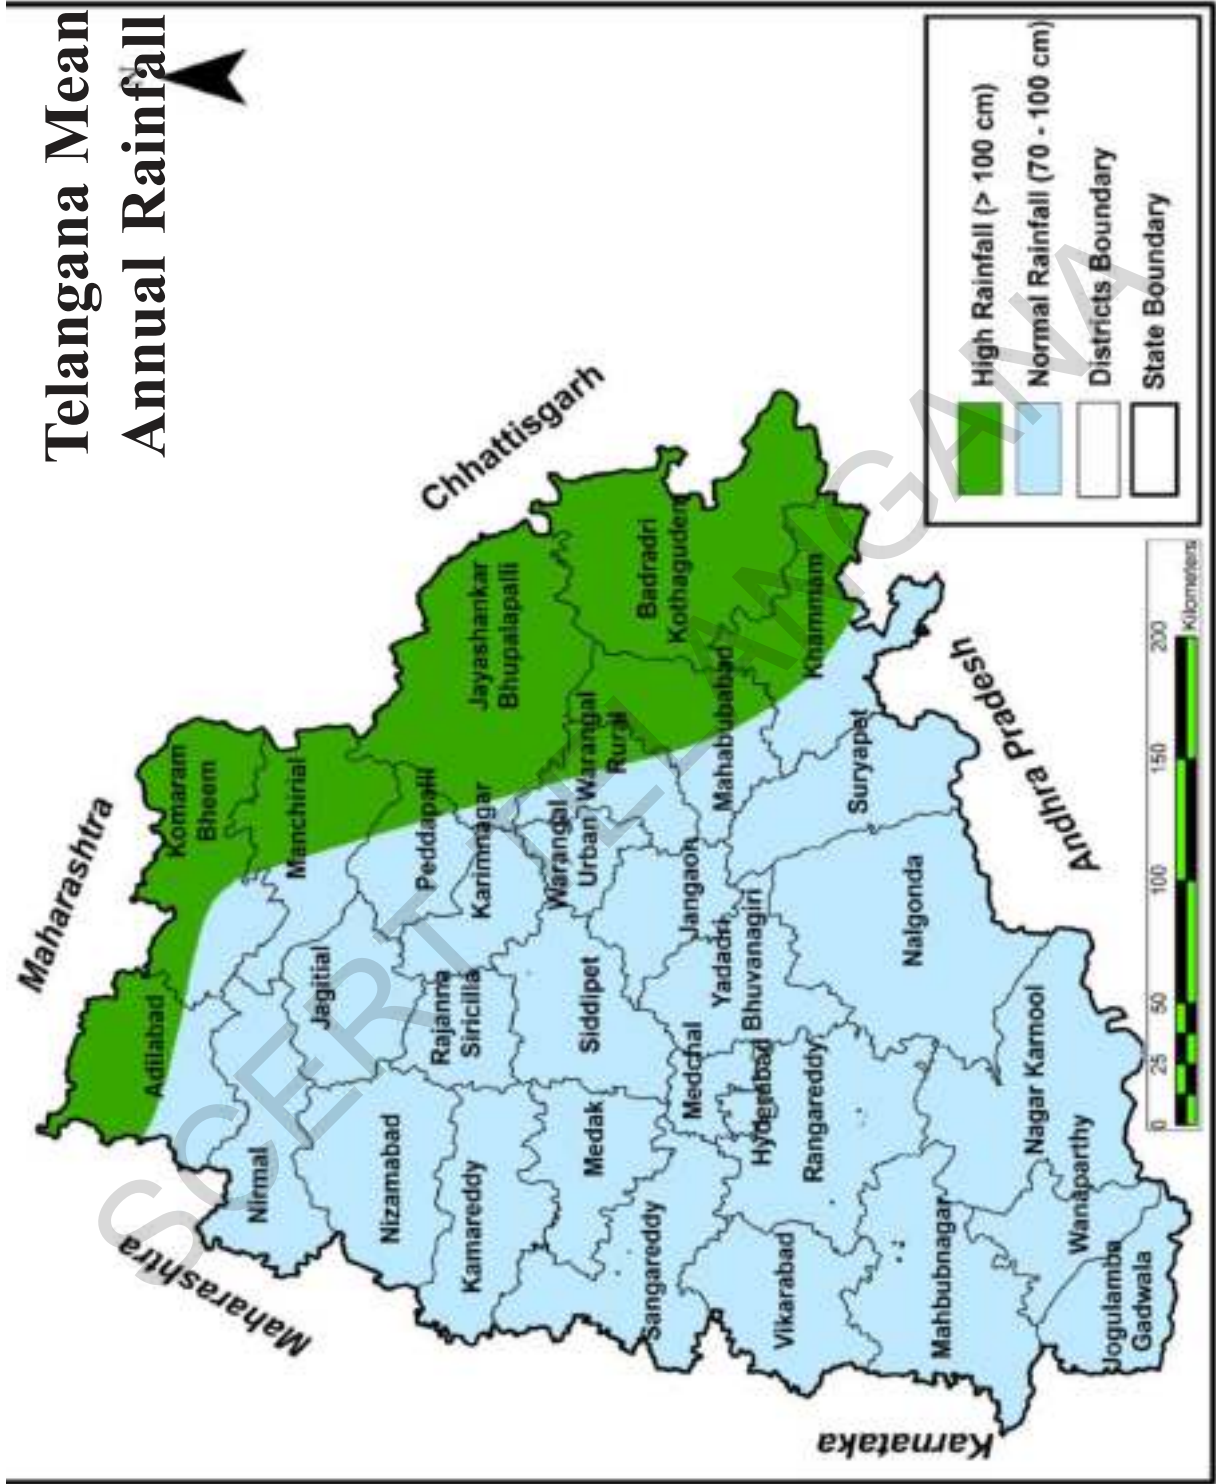 Telangana Mean
Annual Rainfall
N
Maharashtra
Maharashtra
Chhattisgarh
Karnataka
Andhra Pradesh
Adilabad
Komaram
Bheem
Nirmal
Manchirial
Jagitial
Nizamabad
Peddapalli
Jayashankar
Bhupalapalli
Rajanna
Siricilla
Karimnagar
Kamareddy
Warangal
Urban
Warangal
Rural
Siddipet
Medak
Badradri
Kothagudem
Sangareddy
Jangaon
Mahabubabad
Medchal
Yadadri
Bhuvanagiri
Hyderabad
Khammam
Vikarabad
Rangareddy
Suryapet
Nalgonda
Mahbubnagar
Nagar Karnool
Wanaparthy
Jogulamba
Gadwala
High Rainfall (> 100 cm)
Normal Rainfall (70 - 100 cm)
Districts Boundary
State Boundary
0 25 50 100 150 200
Kilometers
SCERT TELANGANA